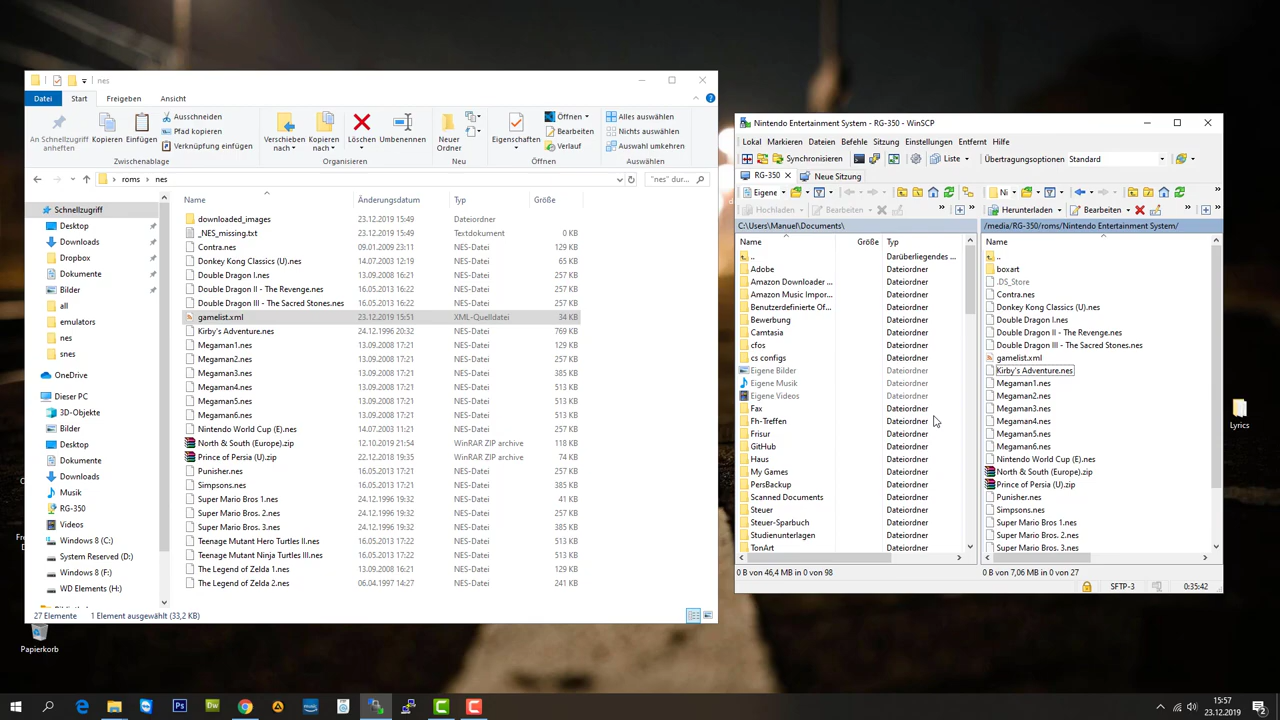 nes
Datei Start Freigeben Ansicht
An Schnellzugriff anheften
Kopieren
Einfügen
Ausschneiden
Pfad kopieren
Verknüpfung einfügen
Zwischenablage
Verschieben nach
Kopieren nach
Löschen
Umbenennen
Organisieren
Neuer Ordner
Neu
Eigenschaften
Öffnen
Bearbeiten
Verlauf
Öffnen
Alles auswählen
Nichts auswählen
Auswahl umkehren
Auswählen
roms nes
"nes" dur...
Schnellzugriff
Desktop
Downloads
Dropbox
Dokumente
Bilder
all
emulators
nes
snes
OneDrive
Dieser PC
3D-Objekte
Bilder
Desktop
Dokumente
Downloads
Musik
RG-350
Videos
Windows 8 (C:)
System Reserved (D:)
Windows 8 (F:)
WD Elements (H:)
Name Änderungsdatum Typ Größe
downloaded_images 23.12.2019 15:49 Dateiordner
_NES_missing.txt 23.12.2019 15:49 Textdokument 0 KB
Contra.nes 09.01.2009 23:11 NES-Datei 129 KB
Donkey Kong Classics (U).nes 14.07.2003 12:19 NES-Datei 65 KB
Double Dragon I.nes 13.09.2008 16:21 NES-Datei 257 KB
Double Dragon II - The Revenge.nes 16.05.2013 16:22 NES-Datei 257 KB
Double Dragon III - The Sacred Stones.nes 16.05.2013 16:22 NES-Datei 257 KB
gamelist.xml 23.12.2019 15:51 XML-Quelldatei 34 KB
Kirby's Adventure.nes 24.12.1996 20:32 NES-Datei 769 KB
Megaman1.nes 13.09.2008 17:21 NES-Datei 129 KB
Megaman2.nes 13.09.2008 17:21 NES-Datei 257 KB
Megaman3.nes 13.09.2008 17:21 NES-Datei 385 KB
Megaman4.nes 13.09.2008 17:21 NES-Datei 513 KB
Megaman5.nes 13.09.2008 17:21 NES-Datei 513 KB
Megaman6.nes 13.09.2008 17:21 NES-Datei 513 KB
Nintendo World Cup (E).nes 13.09.2008 17:21 NES-Datei 257 KB
North & South (Europe).zip 12.10.2019 21:54 WinRAR ZIP archive 118 KB
Prince of Persia (U).zip 22.12.2018 19:35 WinRAR ZIP archive 74 KB
Punisher.nes 16.05.2013 17:21 NES-Datei 257 KB
Simpsons.nes 16.05.2013 17:21 NES-Datei 385 KB
Super Mario Bros 1.nes 24.12.1996 19:32 NES-Datei 41 KB
Super Mario Bros. 2.nes 24.12.1996 19:32 NES-Datei 257 KB
Super Mario Bros. 3.nes 24.12.1996 19:32 NES-Datei 385 KB
Teenage Mutant Hero Turtles II.nes 16.05.2013 17:21 NES-Datei 513 KB
Teenage Mutant Ninja Turtles III.nes 16.05.2013 17:21 NES-Datei 513 KB
The Legend of Zelda 1.nes 13.09.2008 16:21 NES-Datei 129 KB
The Legend of Zelda 2.nes 06.04.1997 14:27 NES-Datei 257 KB
27 Elemente 1 Element ausgewählt (33,2 KB)
Papierkorb
Nintendo Entertainment System - RG-350 - WinSCP
Lokal Markieren Dateien Befehle Sitzung Einstellungen Entfernt Hilfe
Synchronisieren Liste Übertragungsoptionen Standard
RG-350 Neue Sitzung
Eigene
Ni
Hochladen Bearbeiten
Herunterladen Bearbeiten
C:\Users\Manuel\Documents\
Name Größe Typ
.. Darüberliegendes ...
Adobe Dateiordner
Amazon Downloader ... Dateiordner
Amazon Music Impor... Dateiordner
Benutzerdefinierte Of... Dateiordner
Bewerbung Dateiordner
Camtasia Dateiordner
cfos Dateiordner
cs configs Dateiordner
Eigene Bilder Dateiordner
Eigene Musik Dateiordner
Eigene Videos Dateiordner
Fax Dateiordner
Fh-Treffen Dateiordner
Frisur Dateiordner
GitHub Dateiordner
Haus Dateiordner
My Games Dateiordner
PersBackup Dateiordner
Scanned Documents Dateiordner
Steuer Dateiordner
Steuer-Sparbuch Dateiordner
Studienunterlagen Dateiordner
TonArt Dateiordner
0 B von 46,4 MB in 0 von 98
/media/RG-350/roms/Nintendo Entertainment System/
Name
..
boxart
.DS_Store
Contra.nes
Donkey Kong Classics (U).nes
Double Dragon I.nes
Double Dragon II - The Revenge.nes
Double Dragon III - The Sacred Stones.nes
gamelist.xml
Kirby's Adventure.nes
Megaman1.nes
Megaman2.nes
Megaman3.nes
Megaman4.nes
Megaman5.nes
Megaman6.nes
Nintendo World Cup (E).nes
North & South (Europe).zip
Prince of Persia (U).zip
Punisher.nes
Simpsons.nes
Super Mario Bros 1.nes
Super Mario Bros. 2.nes
Super Mario Bros. 3.nes
0 B von 7,06 MB in 0 von 27
SFTP-3 0:35:42
Lyrics
15:57
23.12.2019